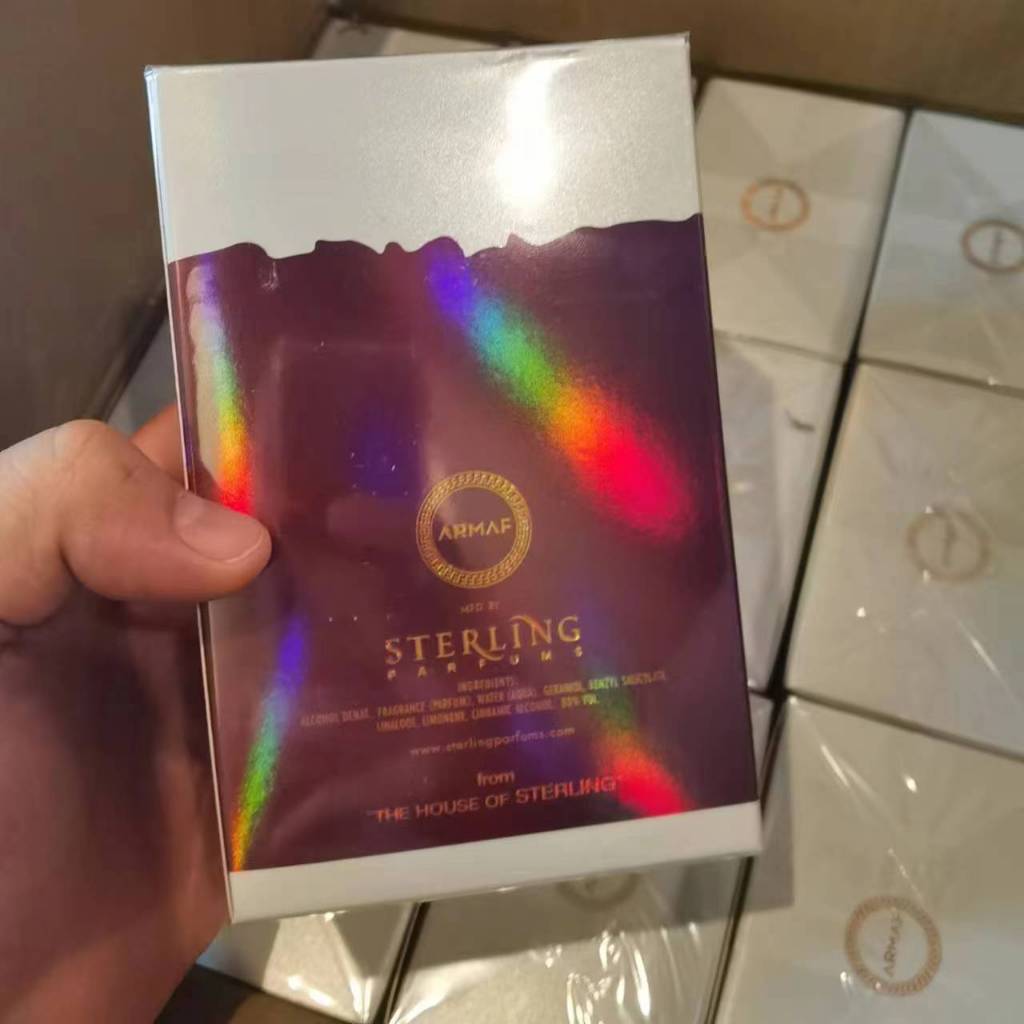 ARMAF
MFD BY
STERLING
PARFUMS
INGREDIENTS:
ALCOHOL DENAT, FRAGRANCE (PARFUM), WATER (AQUA), GERANIOL, BENZYL SALICYLATE,
LINALOOL, LIMONENE, CINNAMIC ALCOHOL, 80% VOL.
www.sterlingparfums.com
from
"THE HOUSE OF STERLING"
ARMAF